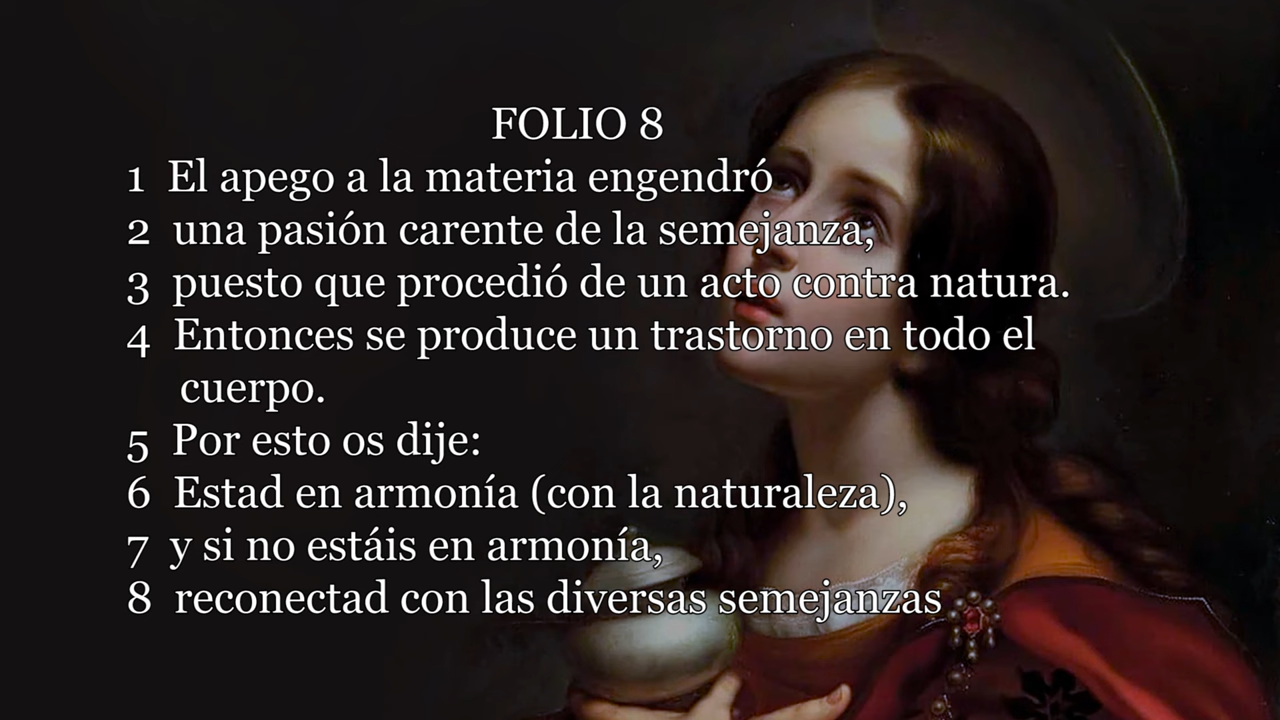 FOLIO 8
1 El apego a la materia engendró
2 una pasión carente de la semejanza,
3 puesto que procedió de un acto contra natura.
4 Entonces se produce un trastorno en todo el
cuerpo.
5 Por esto os dije:
6 Estad en armonía (con la naturaleza),
7 y si no estáis en armonía,
8 reconectad con las diversas semejanzas